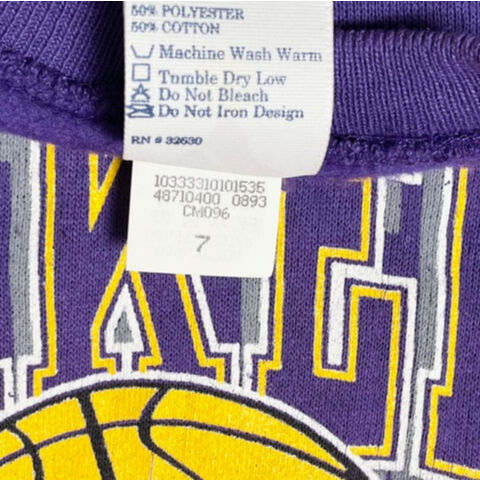 50% POLYESTER
50% COTTON
Machine Wash Warm
Tumble Dry Low
Do Not Bleach
Do Not Iron Design
RN # 32630
10333310101535
48710400 0893
CM096
7